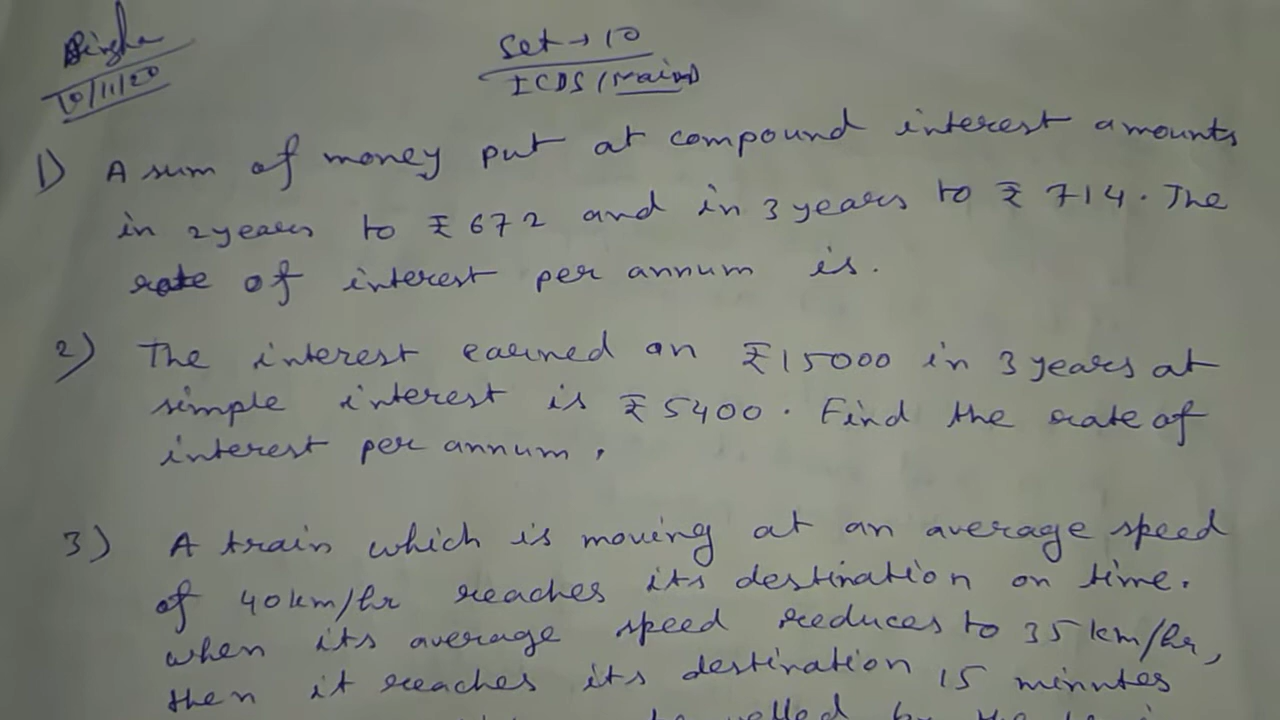 10/11/20
Set → 10
ICDS (Main)
1) A sum of money put at compound interest amounts
in 2 years to ₹ 672 and in 3 years to ₹ 714. The
rate of interest per annum is.
2) The interest earned on ₹15000 in 3 years at
simple interest is ₹5400. Find the rate of
interest per annum.
3) A train which is moving at an average speed
of 40 km/hr reaches its destination on time.
when its average speed reduces to 35 km/hr,
then it reaches its destination 15 minutes